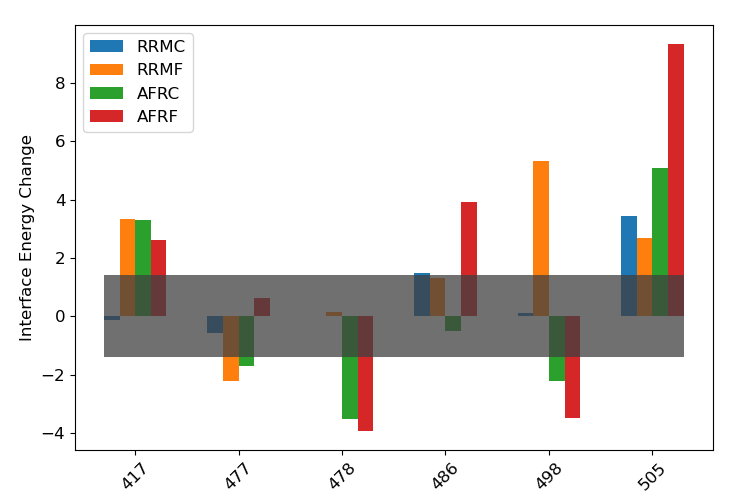 RRMC
RRMF
AFRC
AFRF
Interface Energy Change
8
6
4
2
0
−2
−4
417
477
478
486
498
505